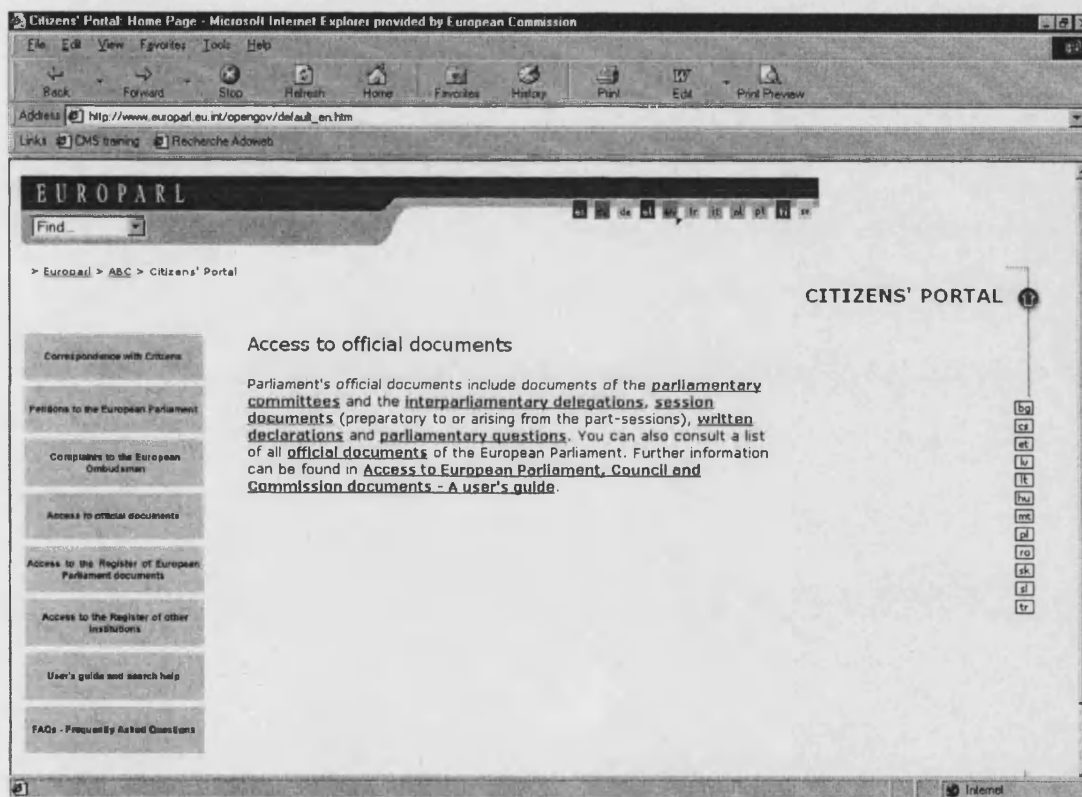 Citizens' Portal: Home Page - Microsoft Internet Explorer provided by European Commission
File Edit View Favorites Tools Help
Back Forward Stop Refresh Home Favorites History Print Edit Print Preview
Address http://www.europarl.eu.int/opengov/default_en.htm
Links CMS training Recherche Adoweb
EUROPARL
de el fr it nl pt fi sv
Find...
> Europarl > ABC > Citizens' Portal
CITIZENS' PORTAL
Correspondence with Citizens
Petitions to the European Parliament
Complaints to the European
Ombudsman
Access to official documents
Access to the Register of European
Parliament documents
Access to the Register of other
Institutions
User's guide and search help
FAQs - Frequently Asked Questions
Access to official documents
Parliament's official documents include documents of the parliamentary
committees and the interparliamentary delegations, session
documents (preparatory to or arising from the part-sessions), written
declarations and parliamentary questions. You can also consult a list
of all official documents of the European Parliament. Further information
can be found in Access to European Parliament, Council and
Commission documents - A user's guide.
bg
cs
et
lv
lt
hu
mt
pl
ro
sk
sl
tr
Internet